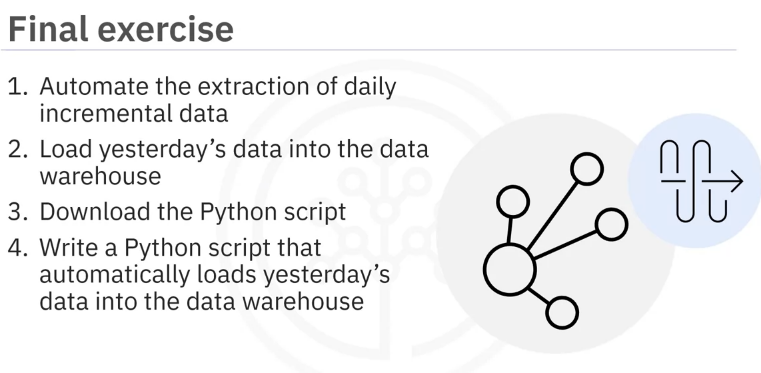 Final exercise
1. Automate the extraction of daily
incremental data
2. Load yesterday's data into the data
warehouse
3. Download the Python script
4. Write a Python script that
automatically loads yesterday's
data into the data warehouse